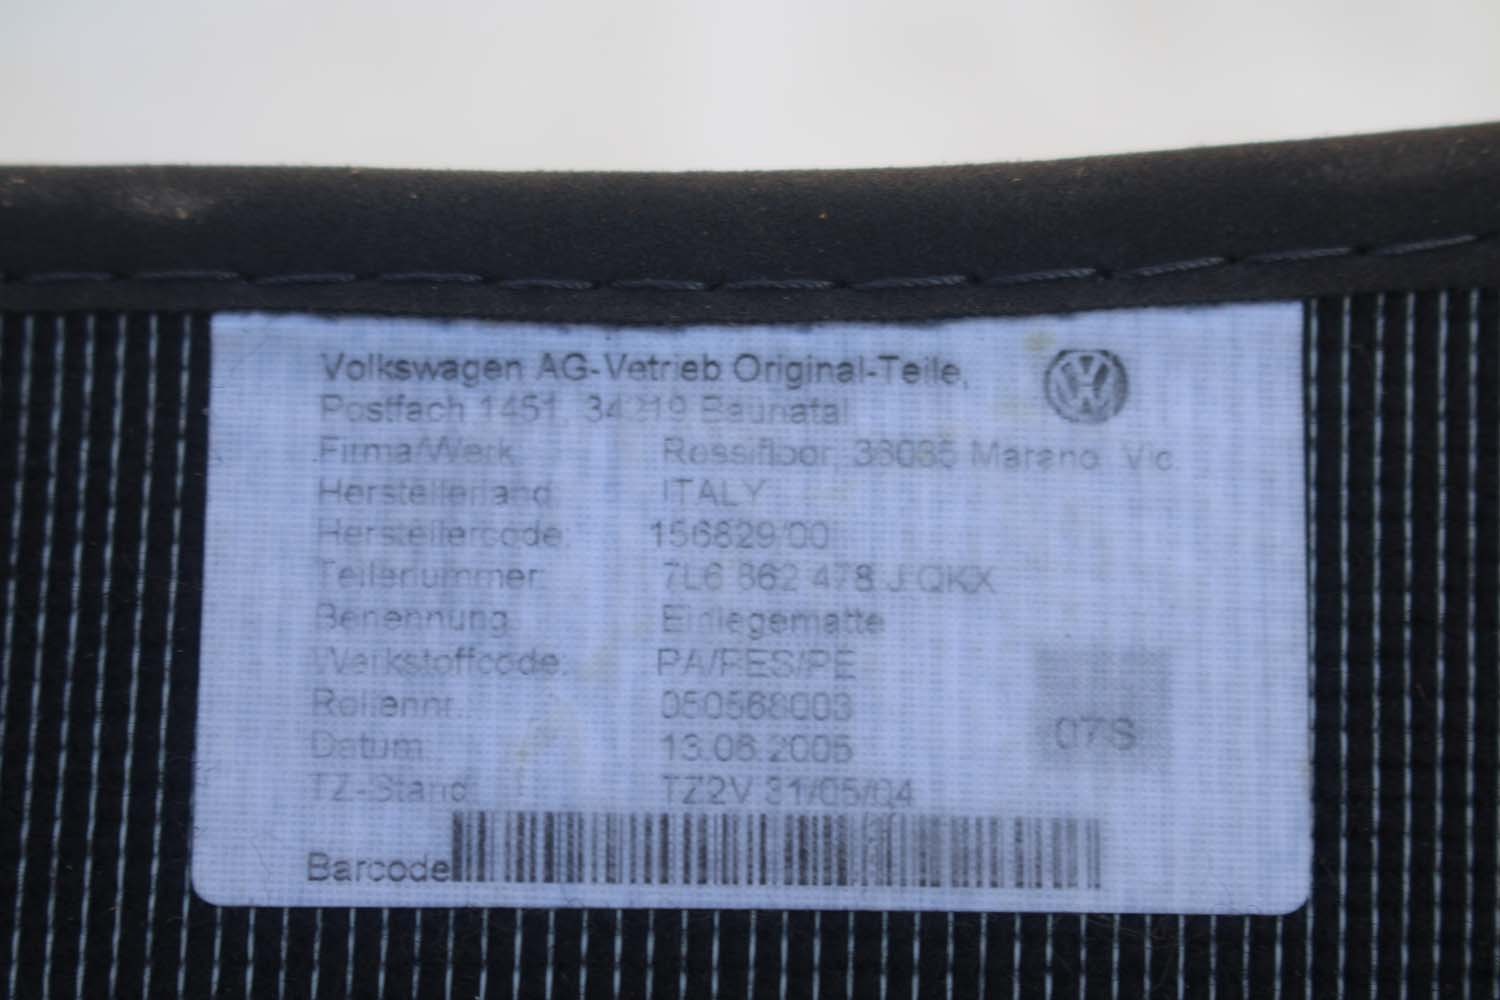 Volkswagen AG-Vetrieb Original-Teile,
Postfach 1451, 34219 Baunatal
Firma/Werk Rossifloor, 36035 Marano Vic.
Herstellerland ITALY
Herstellercode: 156829/00
Teilenummer: 7L6 862 478 J QKX
Benennung Einlegematte
Werkstoffcode: PA/PES/PE
Rollennr.: 050568003
Datum 13.06.2005
TZ-Stand TZ2V 31/05/04
07S
Barcode